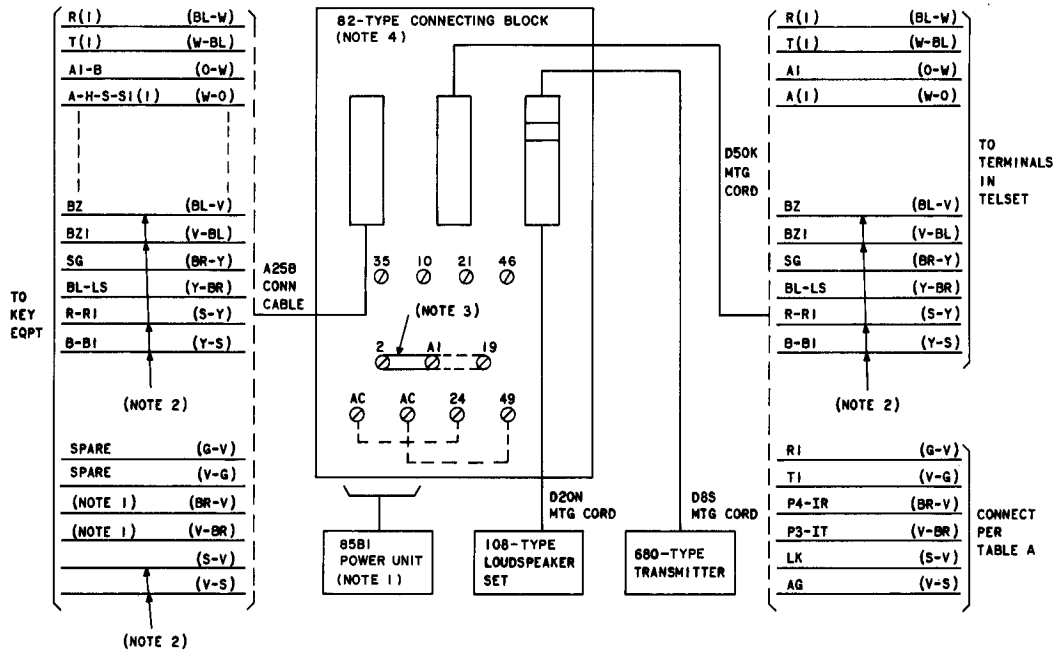 R(1) (BL-W)
T(1) (W-BL)
A1-B (O-W)
A-H-S-S1(1) (W-O)
BZ (BL-V)
BZ1 (V-BL)
SG (BR-Y)
BL-LS (Y-BR)
R-R1 (S-Y)
B-B1 (Y-S)
(NOTE 2)
TO
KEY
EQPT
SPARE (G-V)
SPARE (V-G)
(NOTE 1) (BR-V)
(NOTE 1) (V-BR)
(S-V)
(V-S)
(NOTE 2)
A25B
CONN
CABLE
82-TYPE CONNECTING BLOCK
(NOTE 4)
35 10 21 46
(NOTE 3)
2 A1 19
AC AC 24 49
85B1
POWER UNIT
(NOTE 1)
D20N
MTG CORD
108-TYPE
LOUDSPEAKER
SET
D8S
MTG CORD
680-TYPE
TRANSMITTER
D50K
MTG
CORD
R(1) (BL-W)
T(1) (W-BL)
A1 (O-W)
A(1) (W-O)
BZ (BL-V)
BZ1 (V-BL)
SG (BR-Y)
BL-LS (Y-BR)
R-R1 (S-Y)
B-B1 (Y-S)
(NOTE 2)
TO
TERMINALS
IN
TELSET
R1 (G-V)
T1 (V-G)
P4-1R (BR-V)
P3-1T (V-BR)
LK (S-V)
AG (V-S)
CONNECT
PER
TABLE A